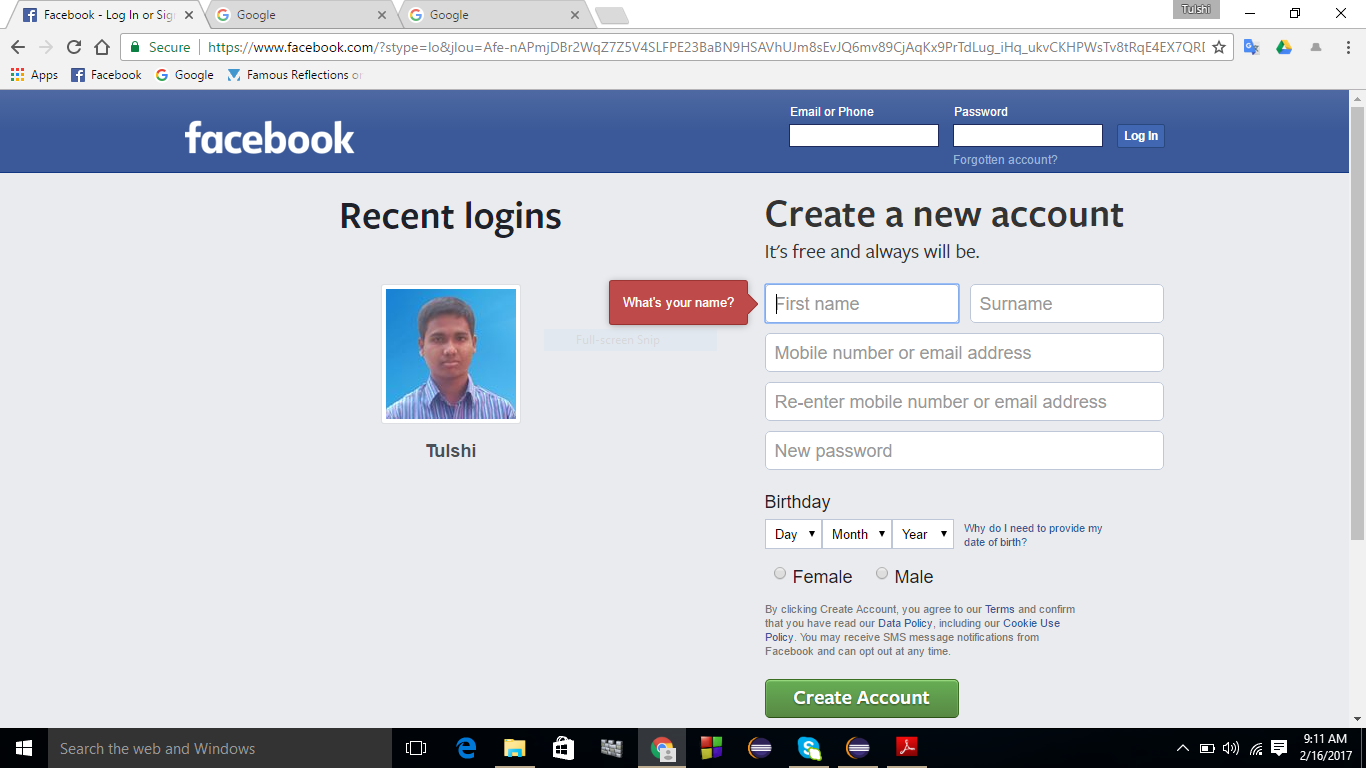 Facebook - Log In or Sig
Google
Google
Tulshi
Secure
https://www.facebook.com/?stype=lo&jlou=Afe-nAPmjDBr2WqZ7Z5V4SLFPE23BaBN9HSAVhUJm8sEvJQ6mv89CjAqKx9PrTdLug_iHq_ukvCKHPWsTv8tRqE4EX7QRI
Apps
Facebook
Google
Famous Reflections o
Email or Phone
Password
facebook
Log In
Forgotten account?
Recent logins
Create a new account
It's free and always will be.
What's your name?
First name
Surname
Full-screen Snip
Mobile number or email address
Re-enter mobile number or email address
Tulshi
New password
Birthday
Day
Month
Year
Why do I need to provide my
date of birth?
Female
Male
By clicking Create Account, you agree to our Terms and confirm
that you have read our Data Policy, including our Cookie Use
Policy. You may receive SMS message notifications from
Facebook and can opt out at any time.
Create Account
Search the web and Windows
9:11 AM
2/16/2017